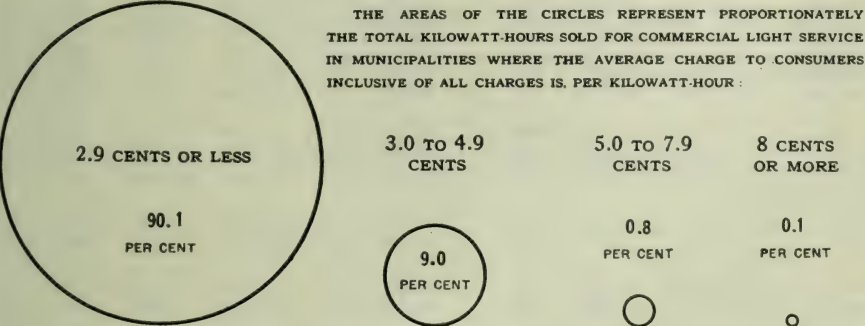 THE AREAS OF THE CIRCLES REPRESENT PROPORTIONATELY
THE TOTAL KILOWATT-HOURS SOLD FOR COMMERCIAL LIGHT SERVICE
IN MUNICIPALITIES WHERE THE AVERAGE CHARGE TO CONSUMERS
INCLUSIVE OF ALL CHARGES IS, PER KILOWATT-HOUR :
2.9 CENTS OR LESS
90.1
PER CENT
3.0 TO 4.9
CENTS
9.0
PER CENT
5.0 TO 7.9
CENTS
0.8
PER CENT
8 CENTS
OR MORE
0.1
PER CENT